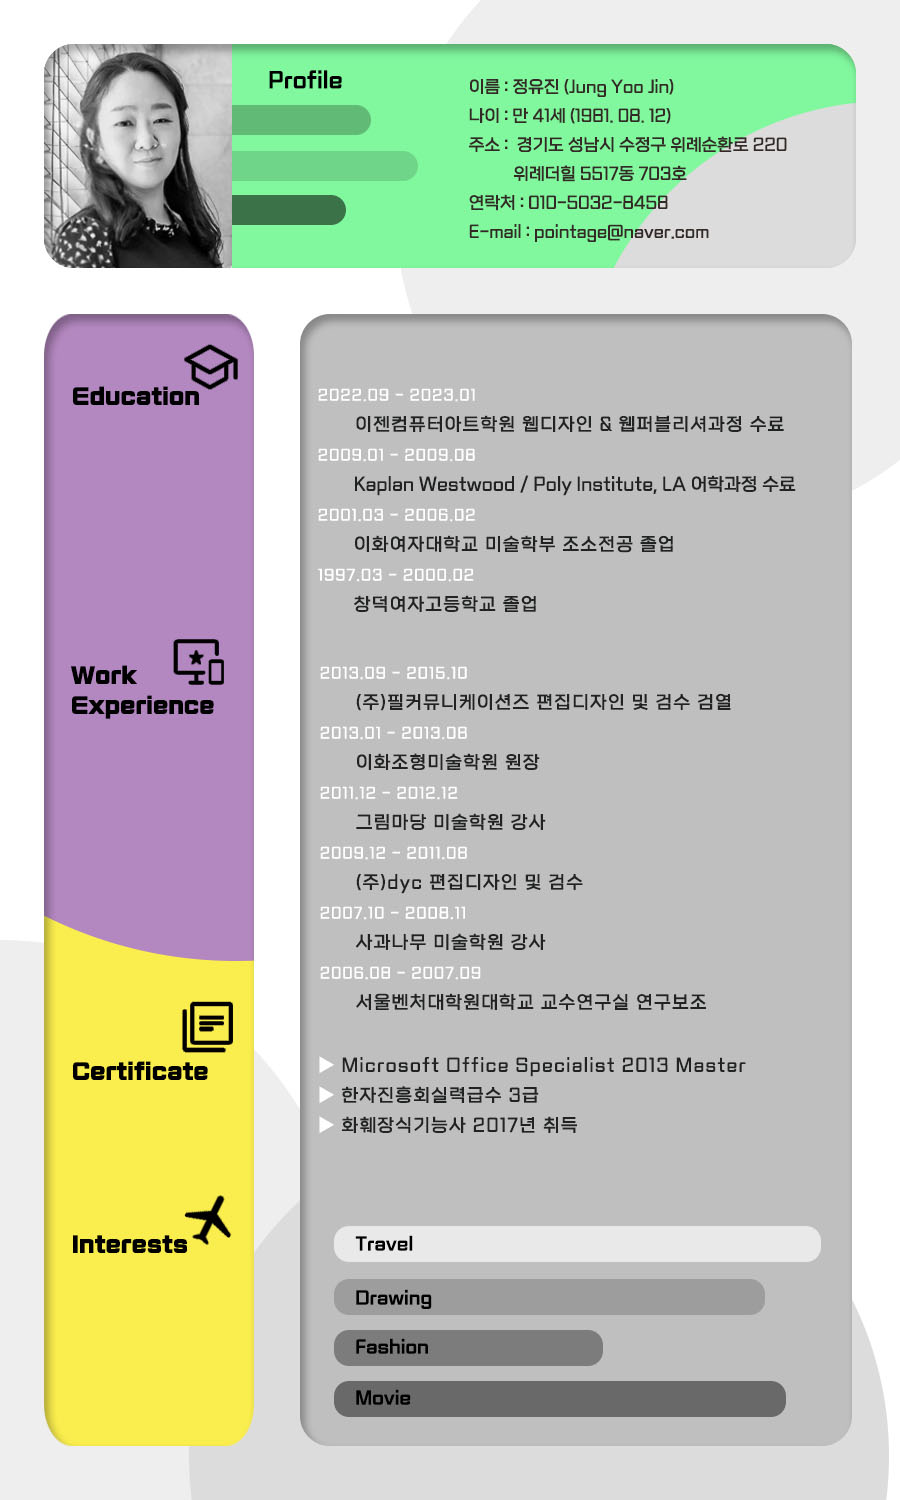 Profile
이름 : 정유진 (Jung Yoo Jin)
나이 : 만 41세 (1981. 08. 12)
주소 : 경기도 성남시 수정구 위례순환로 220
위례더힐 5517동 703호
연락처 : 010-5032-8458
E-mail : pointage@naver.com
Education
2022.09 - 2023.01
이젠컴퓨터아트학원 웹디자인 & 웹퍼블리셔과정 수료
2009.01 - 2009.08
Kaplan Westwood / Poly Institute, LA 어학과정 수료
2001.03 - 2006.02
이화여자대학교 미술학부 조소전공 졸업
1997.03 - 2000.02
창덕여자고등학교 졸업
Work
Experience
2013.09 - 2015.10
(주)필커뮤니케이션즈 편집디자인 및 검수 검열
2013.01 - 2013.08
이화조형미술학원 원장
2011.12 - 2012.12
그림마당 미술학원 강사
2009.12 - 2011.08
(주)dyc 편집디자인 및 검수
2007.10 - 2008.11
사과나무 미술학원 강사
2006.08 - 2007.09
서울벤처대학원대학교 교수연구실 연구보조
Certificate
▶ Microsoft Office Specialist 2013 Master
▶ 한자진흥회실력급수 3급
▶ 화훼장식기능사 2017년 취득
Interests
Travel
Drawing
Fashion
Movie